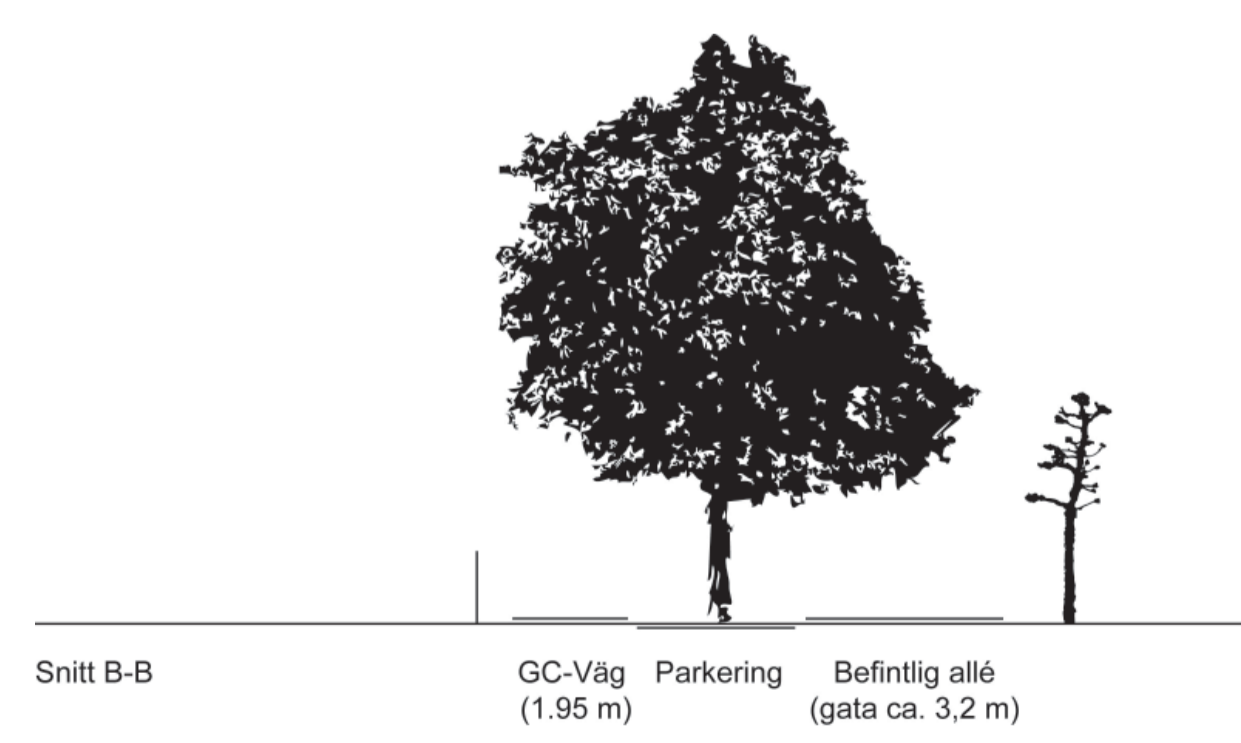 Snitt B-B
GC-Väg
(1.95 m)
Parkering
Befintlig allé
(gata ca. 3,2 m)